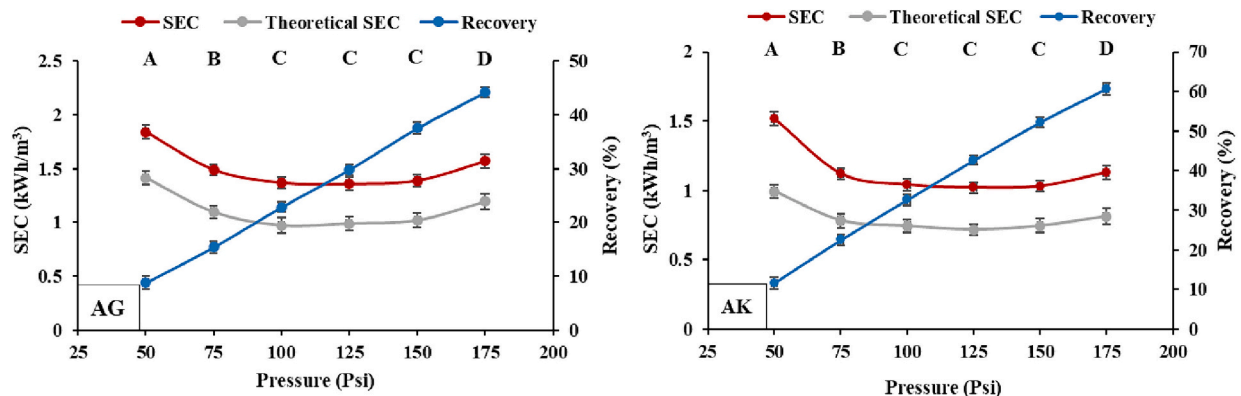 SEC Theoretical SEC Recovery
A B C C C D
2.5
2
1.5
1
0.5
0
50
40
30
20
10
0
SEC (kWh/m³)
Recovery (%)
AG
25 50 75 100 125 150 175 200
Pressure (Psi)
SEC Theoretical SEC Recovery
A B C C C D
2
1.5
1
0.5
0
70
60
50
40
30
20
10
0
SEC (kWh/m³)
Recovery (%)
AK
25 50 75 100 125 150 175 200
Pressure (Psi)